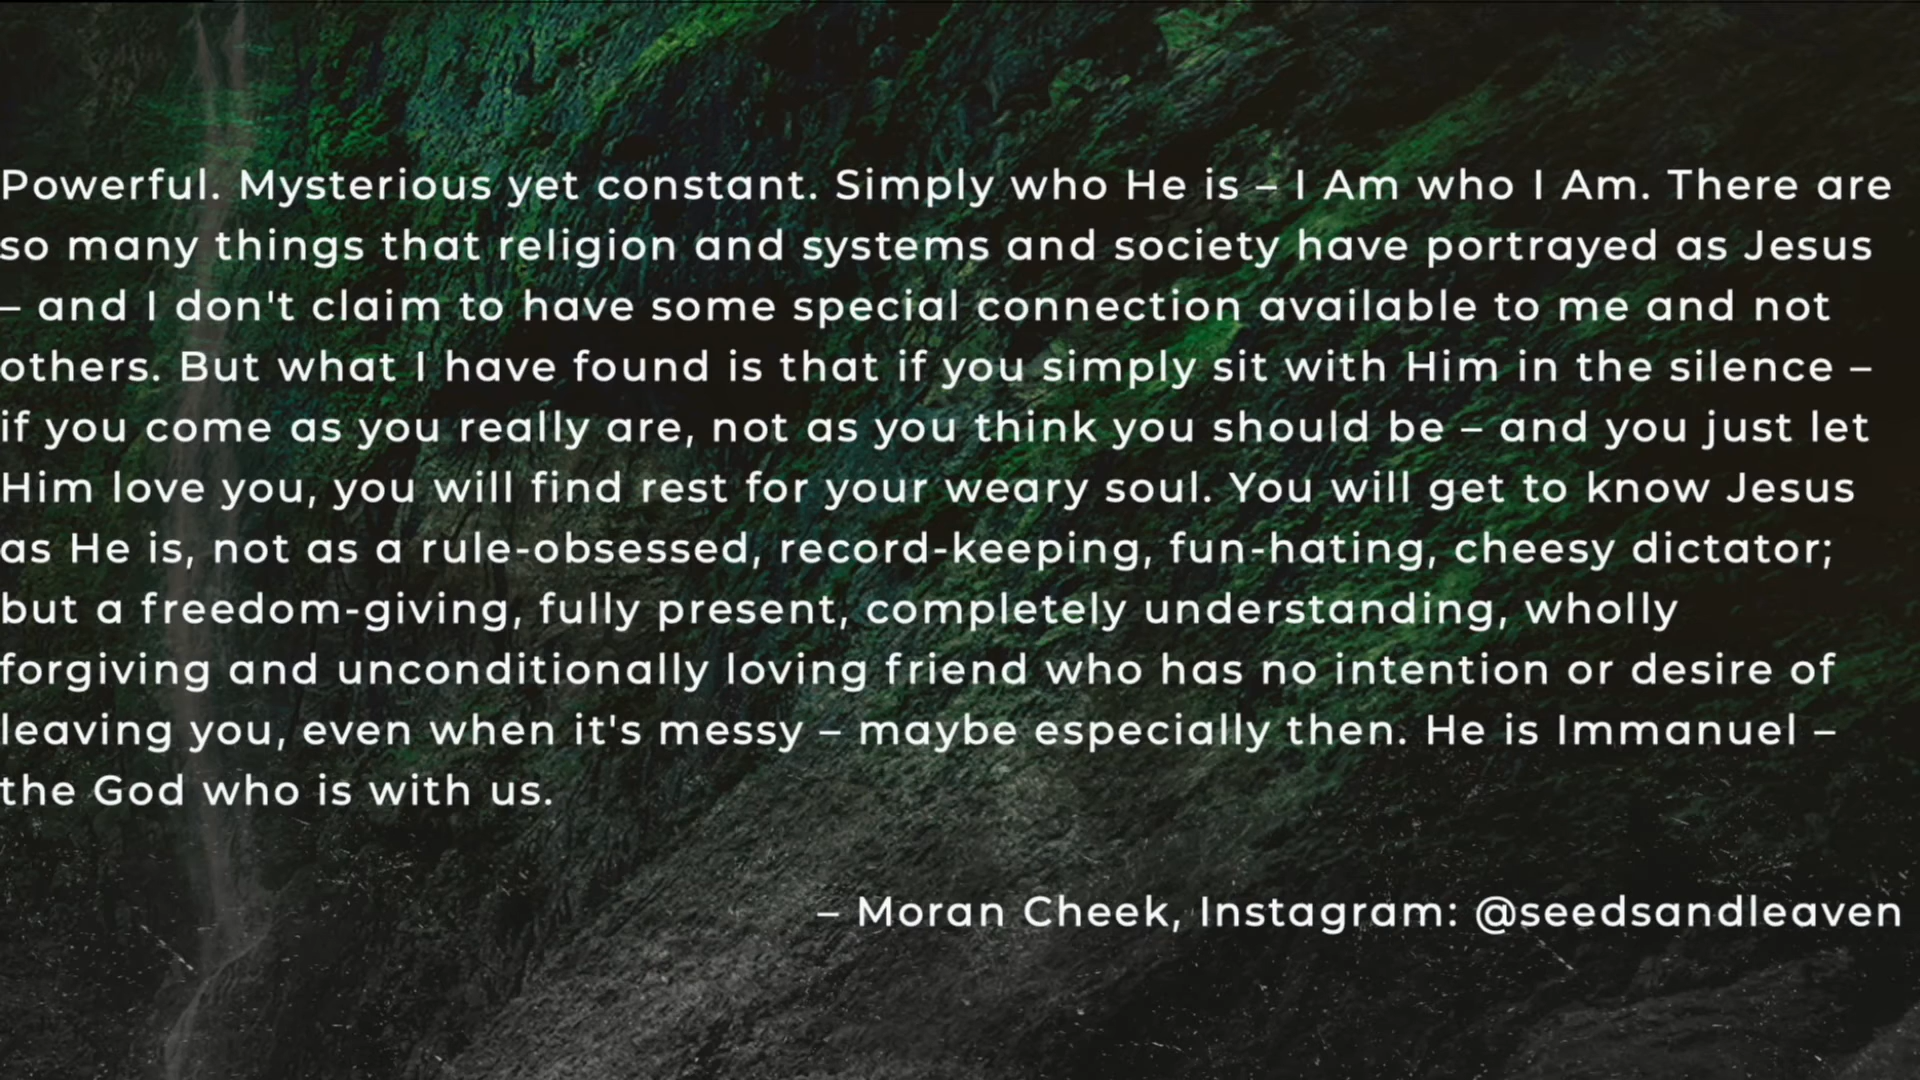 Powerful. Mysterious yet constant. Simply who He is – I Am who I Am. There are
so many things that religion and systems and society have portrayed as Jesus
– and I don't claim to have some special connection available to me and not
others. But what I have found is that if you simply sit with Him in the silence –
if you come as you really are, not as you think you should be – and you just let
Him love you, you will find rest for your weary soul. You will get to know Jesus
as He is, not as a rule-obsessed, record-keeping, fun-hating, cheesy dictator;
but a freedom-giving, fully present, completely understanding, wholly
forgiving and unconditionally loving friend who has no intention or desire of
leaving you, even when it's messy – maybe especially then. He is Immanuel –
the God who is with us.
– Moran Cheek, Instagram: @seedsandleaven